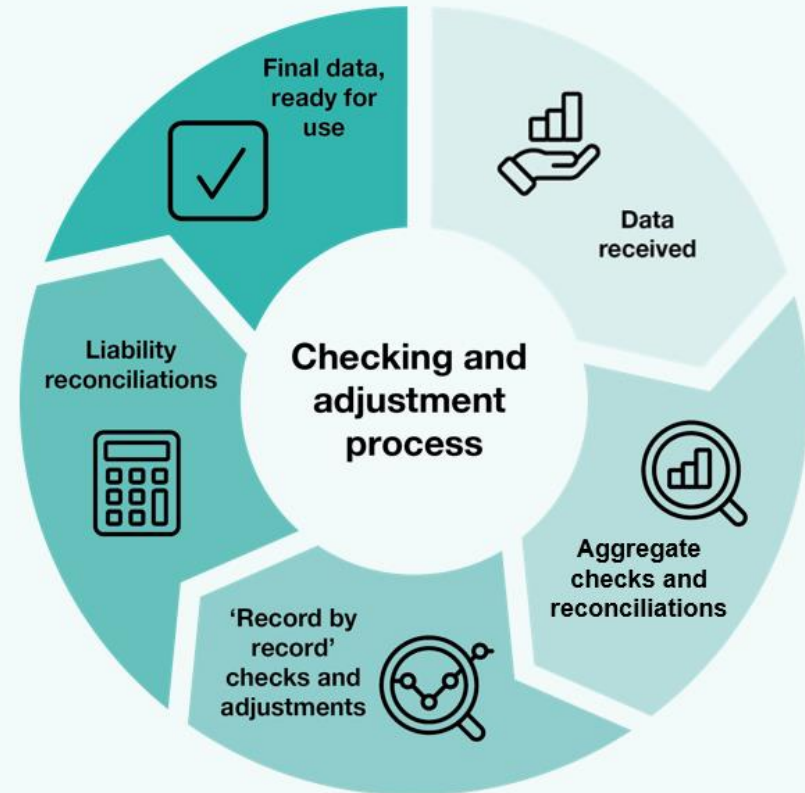 Checking and
adjustment
process
Data
received
Aggregate
checks and
reconciliations
‘Record by
record’
checks and
adjustments
Liability
reconciliations
Final data,
ready for
use